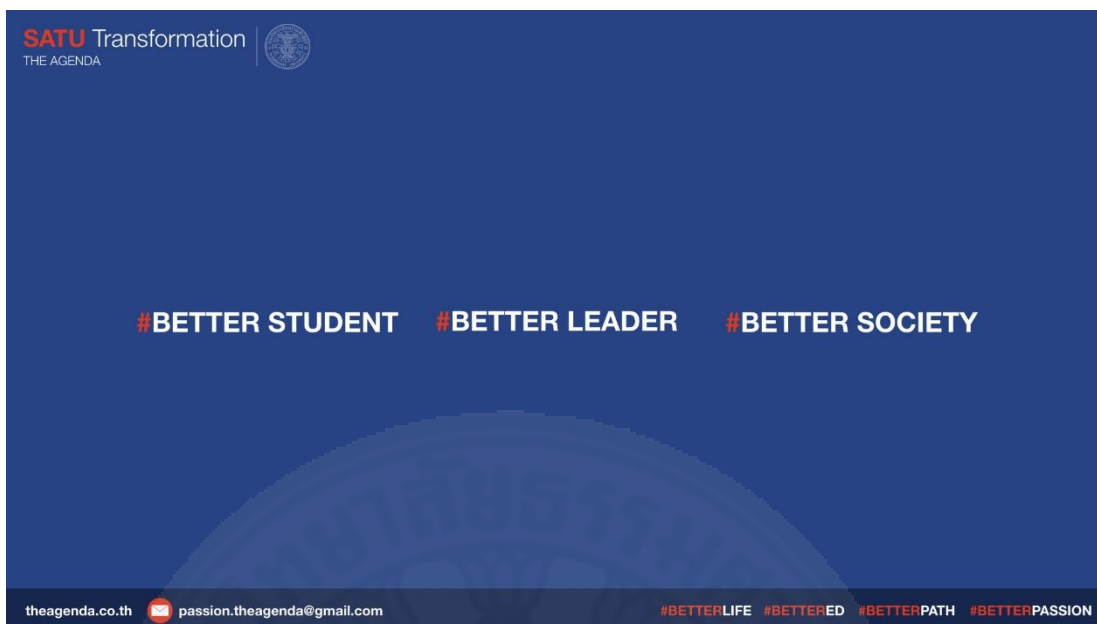 SATU Transformation
THE AGENDA
#BETTER STUDENT #BETTER LEADER #BETTER SOCIETY
theagenda.co.th passion.theagenda@gmail.com #BETTERLIFE #BETTERED #BETTERPATH #BETTERPASSION